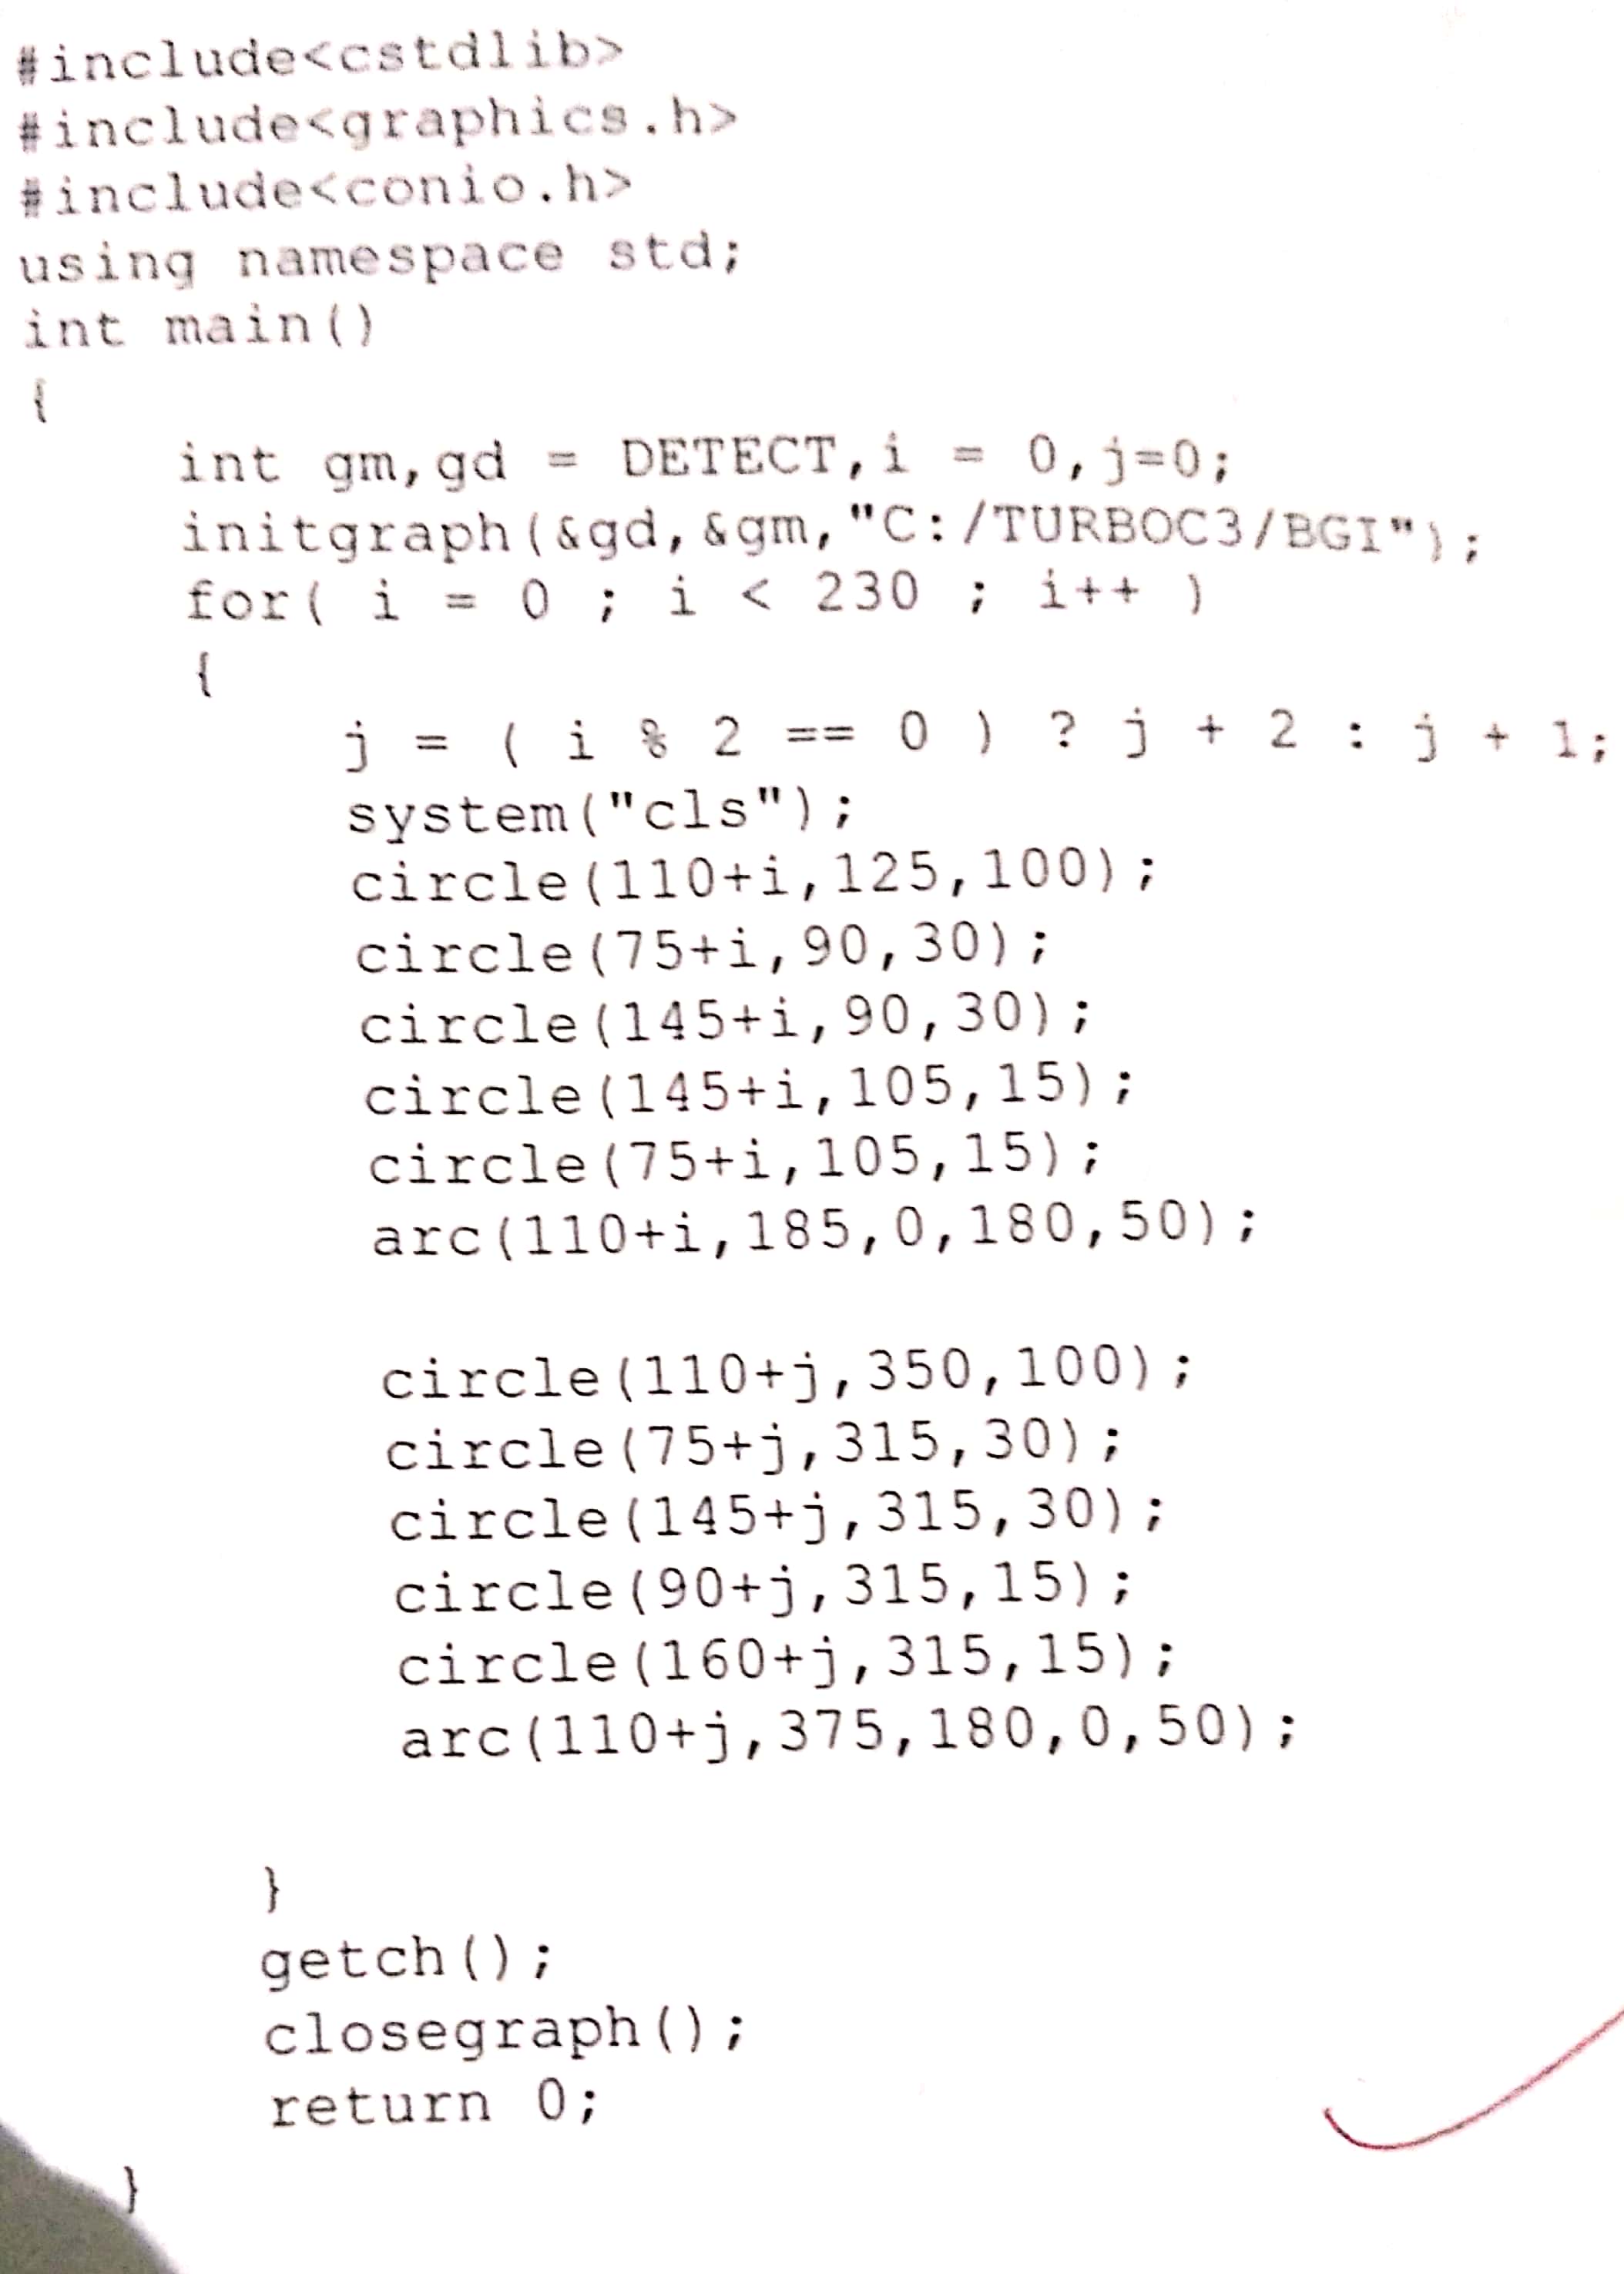 #include<cstdlib>
#include<graphics.h>
#include<conio.h>
using namespace std;
int main()
{
int gm,gd = DETECT,i = 0,j=0;
initgraph(&gd,&gm,"C:/TURBOC3/BGI");
for( i = 0 ; i < 230 ; i++ )
{
j = ( i % 2 == 0 ) ? j + 2 : j + 1;
system("cls");
circle(110+i,125,100);
circle(75+i,90,30);
circle(145+i,90,30);
circle(145+i,105,15);
circle(75+i,105,15);
arc(110+i,185,0,180,50);
circle(110+j,350,100);
circle(75+j,315,30);
circle(145+j,315,30);
circle(90+j,315,15);
circle(160+j,315,15);
arc(110+j,375,180,0,50);
}
getch();
closegraph();
return 0;
}